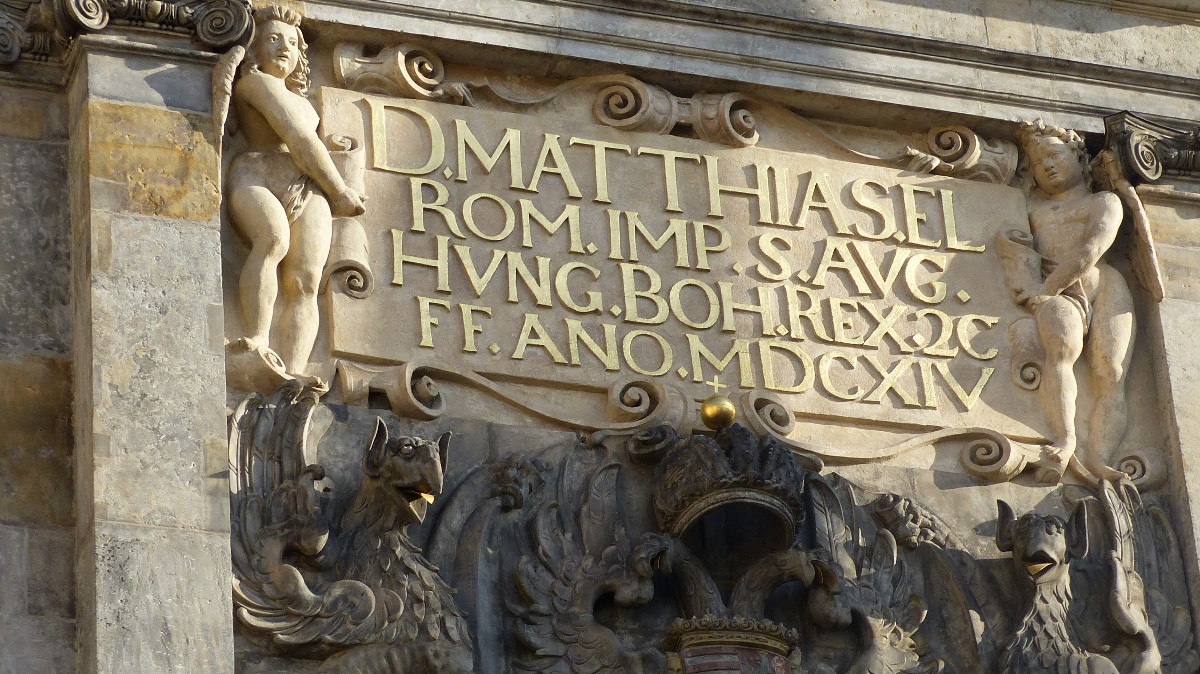 D.MATTHIAS.EL
ROM.IMP.S.AVG.
HVNG.BOH.REX.2C
FF.ANO.MDCXIV